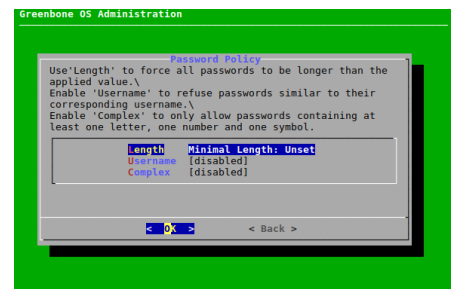 Greenbone OS Administration
Password Policy
Use'Length' to force all passwords to be longer than the
applied value.\
Enable 'Username' to refuse passwords similar to their
corresponding username.\
Enable 'Complex' to only allow passwords containing at
least one letter, one number and one symbol.
Length Minimal Length: Unset
Username [disabled]
Complex [disabled]
< OK > < Back >